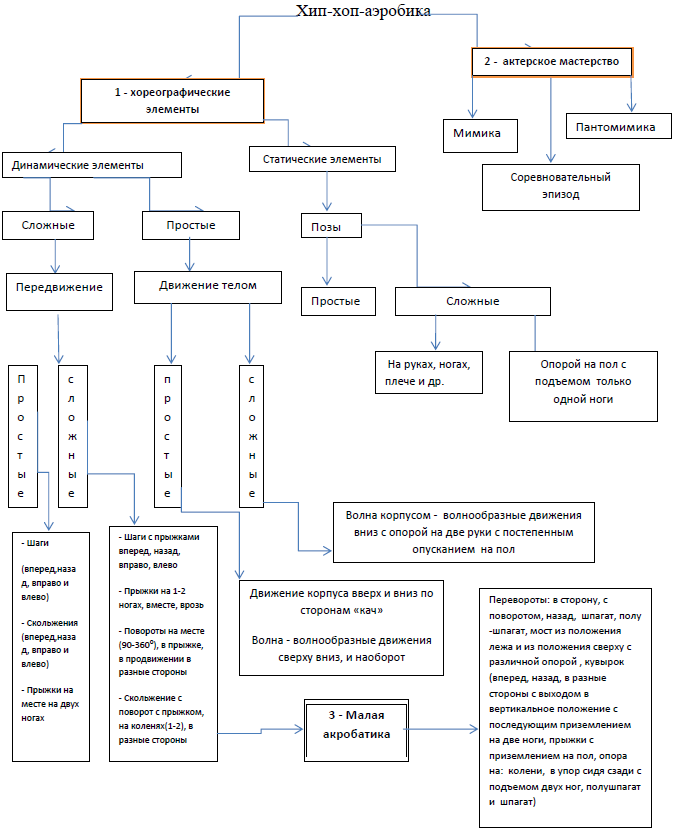 Хип-хоп-аэробика
2 - актерское мастерство
1 - хореографические
элементы
Мимика
Пантомимика
Динамические элементы
Статические элементы
Соревновательный
эпизод
Сложные
Простые
Позы
Передвижение
Движение телом
Простые
Сложные
На руках, ногах,
плече и др.
Опорой на пол с
подъемом только
одной ноги
П
р
о
с
т
ы
е
с
л
о
ж
н
ы
е
п
р
о
с
т
ы
е
с
л
о
ж
н
ы
е
Волна корпусом - волнообразные движения
вниз с опорой на две руки с постепенным
опусканием на пол
- Шаги
(вперед,наза
д, вправо и
влево)
- Скольжения
(вперед,наза
д, вправо и
влево)
- Прыжки на
месте на двух
ногах
- Шаги с прыжками
вперед, назад,
вправо, влево
- Прыжки на 1-2
ногах, вместе, врозь
- Повороты на месте
(90-360⁰), в прыжке,
в продвижении в
разные стороны
- Скольжение с
поворот с прыжком,
на коленях(1-2), в
разные стороны
Движение корпуса вверх и вниз по
сторонам «кач»
Волна - волнообразные движения
сверху вниз, и наоборот
3 - Малая
акробатика
Перевороты: в сторону, с
поворотом, назад, шпагат, полу
-шпагат, мост из положения
лежа и из положения сверху с
различной опорой , кувырок
(вперед, назад, в разные
стороны с выходом в
вертикальное положение с
последующим приземлением
на две ноги, прыжки с
приземлением на пол, опора
на: колени, в упор сидя сзади с
подъемом двух ног, полушпагат
и шпагат)